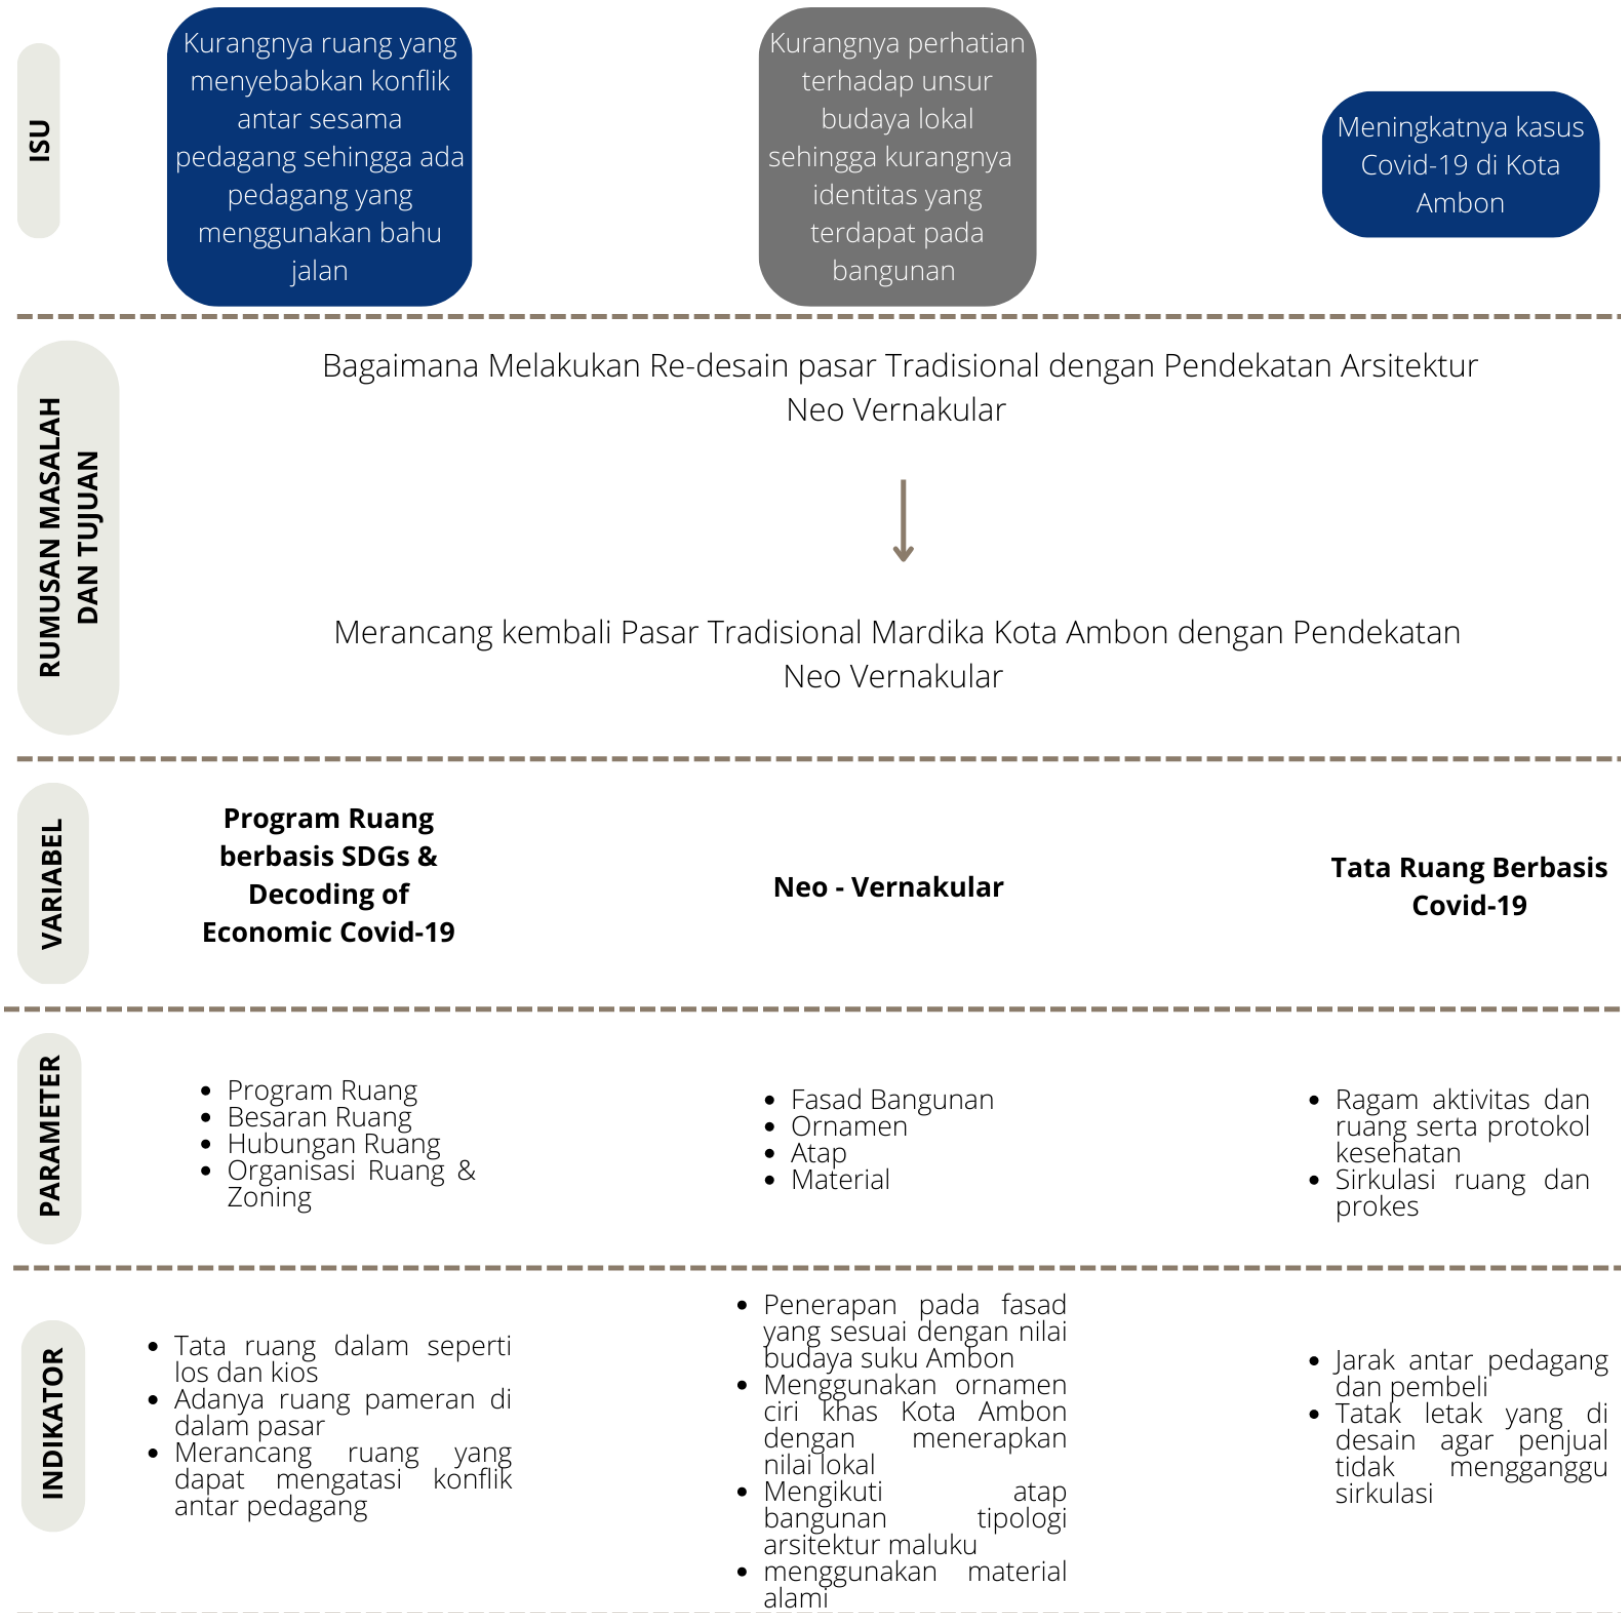 ISU
Kurangnya ruang yang
menyebabkan konflik
antar sesama
pedagang sehingga ada
pedagang yang
menggunakan bahu
jalan
Kurangnya perhatian
terhadap unsur
budaya lokal
sehingga kurangnya
identitas yang
terdapat pada
bangunan
Meningkatnya kasus
Covid-19 di Kota
Ambon
RUMUSAN MASALAH
DAN TUJUAN
Bagaimana Melakukan Re-desain pasar Tradisional dengan Pendekatan Arsitektur
Neo Vernakular
Merancang kembali Pasar Tradisional Mardika Kota Ambon dengan Pendekatan
Neo Vernakular
VARIABEL
Program Ruang
berbasis SDGs &
Decoding of
Economic Covid-19
Neo - Vernakular
Tata Ruang Berbasis
Covid-19
PARAMETER
• Program Ruang
• Besaran Ruang
• Hubungan Ruang
• Organisasi Ruang &
Zoning
• Fasad Bangunan
• Ornamen
• Atap
• Material
• Ragam aktivitas dan
ruang serta protokol
kesehatan
• Sirkulasi ruang dan
prokes
INDIKATOR
• Tata ruang dalam seperti
los dan kios
• Adanya ruang pameran di
dalam pasar
• Merancang ruang yang
dapat mengatasi konflik
antar pedagang
• Penerapan pada fasad
yang sesuai dengan nilai
budaya suku Ambon
• Menggunakan ornamen
ciri khas Kota Ambon
dengan menerapkan
nilai lokal
• Mengikuti atap
bangunan tipologi
arsitektur maluku
• menggunakan material
alami
• Jarak antar pedagang
dan pembeli
• Tatak letak yang di
desain agar penjual
tidak mengganggu
sirkulasi